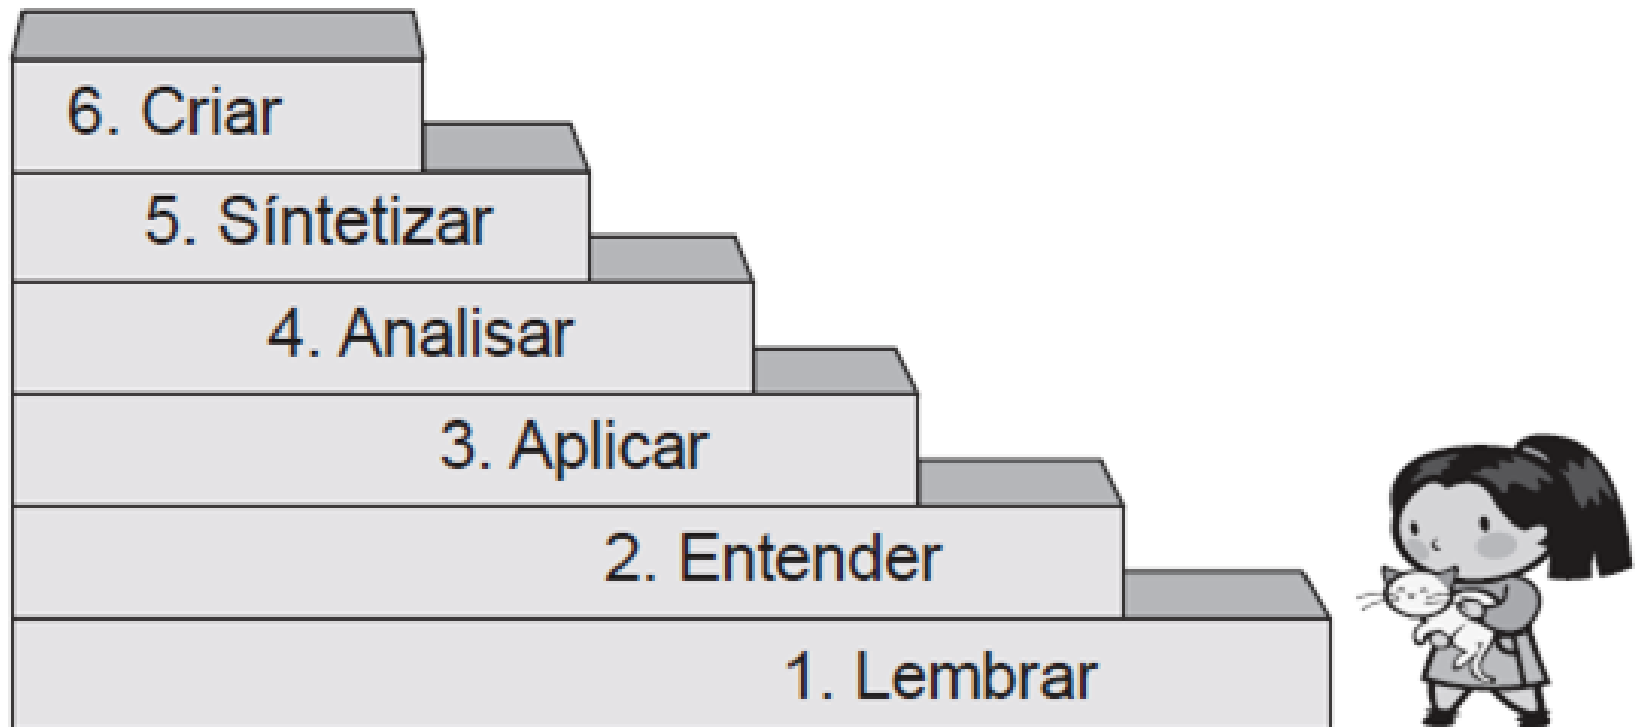 6. Criar
5. Síntetizar
4. Analisar
3. Aplicar
2. Entender
1. Lembrar